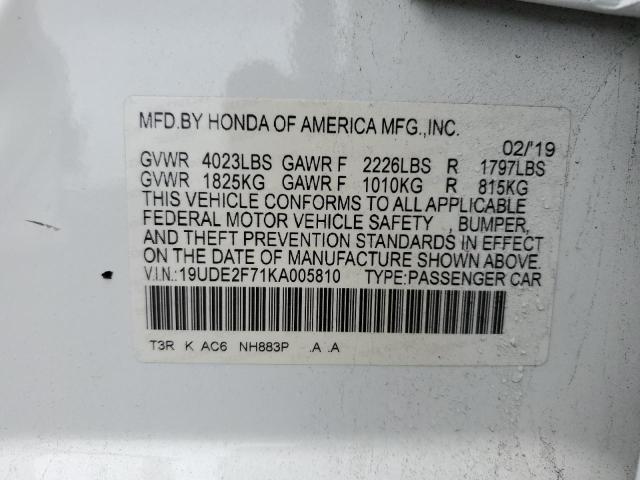 MFD.BY HONDA OF AMERICA MFG.,INC.
02/'19
GVWR 4023LBS GAWR F 2226LBS R 1797LBS
GVWR 1825KG GAWR F 1010KG R 815KG
THIS VEHICLE CONFORMS TO ALL APPLICABLE
FEDERAL MOTOR VEHICLE SAFETY , BUMPER,
AND THEFT PREVENTION STANDARDS IN EFFECT
ON THE DATE OF MANUFACTURE SHOWN ABOVE.
V.I.N.:19UDE2F71KA005810 TYPE:PASSENGER CAR
T3R K AC6 NH883P .A .A